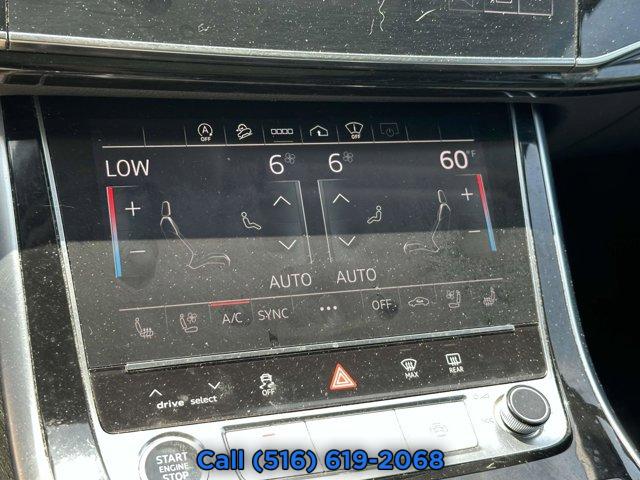 A OFF OFF
LOW 6 6 60°F
+ +
− −
AUTO AUTO
A/C SYNC ••• OFF
drive select OFF MAX REAR
START ENGINE STOP
Call (516) 619-2068